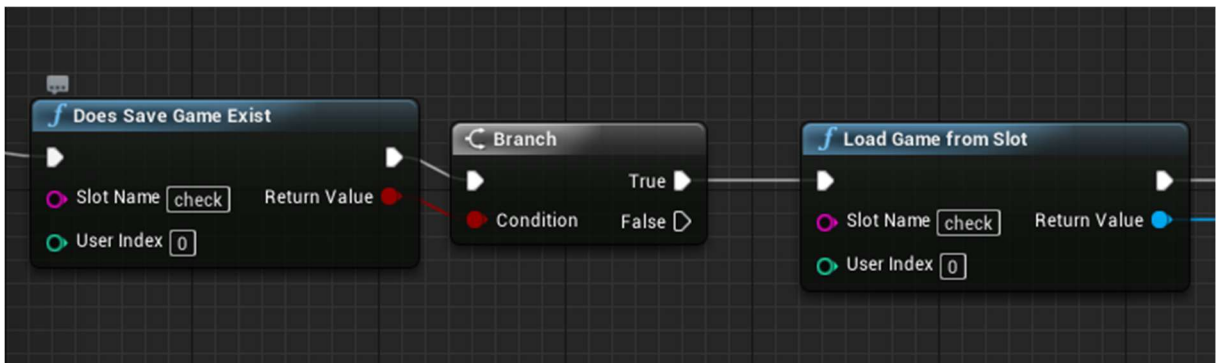 Does Save Game Exist
Slot Name check Return Value
User Index 0
Branch
True
Condition False
Load Game from Slot
Slot Name check Return Value
User Index 0